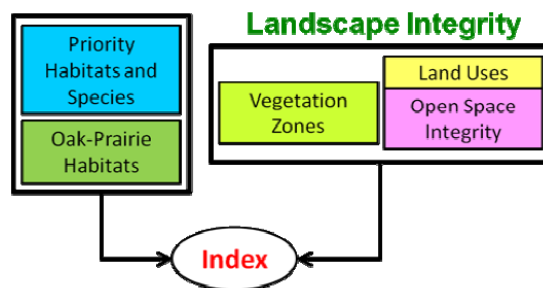 Landscape Integrity
Priority
Habitats and
Species
Oak-Prairie
Habitats
Vegetation
Zones
Land Uses
Open Space
Integrity
Index